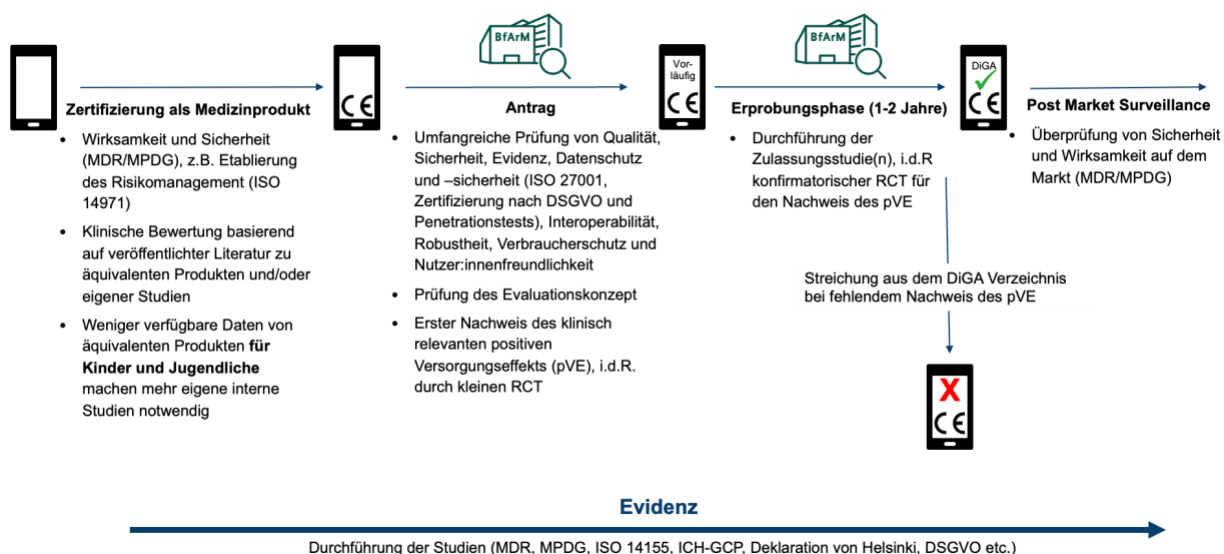 BfArM
BfArM
Vor-
läufig
CE
CE
DiGA
CE
Zertifizierung als Medizinprodukt
• Wirksamkeit und Sicherheit
(MDR/MPDG), z.B. Etablierung
des Risikomanagement (ISO
14971)
• Klinische Bewertung basierend
auf veröffentlichter Literatur zu
äquivalenten Produkten und/oder
eigener Studien
• Weniger verfügbare Daten von
äquivalenten Produkten für
Kinder und Jugendliche
machen mehr eigene interne
Studien notwendig
Antrag
• Umfangreiche Prüfung von Qualität,
Sicherheit, Evidenz, Datenschutz
und –sicherheit (ISO 27001,
Zertifizierung nach DSGVO und
Penetrationstests), Interoperabilität,
Robustheit, Verbraucherschutz und
Nutzer:innenfreundlichkeit
• Prüfung des Evaluationskonzept
• Erster Nachweis des klinisch
relevanten positiven
Versorgungseffekts (pVE), i.d.R.
durch kleinen RCT
Erprobungsphase (1-2 Jahre)
• Durchführung der
Zulassungsstudie(n), i.d.R
konfirmatorischer RCT für
den Nachweis des pVE
Streichung aus dem DiGA Verzeichnis
bei fehlendem Nachweis des pVE
X
CE
Post Market Surveillance
• Überprüfung von Sicherheit
und Wirksamkeit auf dem
Markt (MDR/MPDG)
Evidenz
Durchführung der Studien (MDR, MPDG, ISO 14155, ICH-GCP, Deklaration von Helsinki, DSGVO etc.)